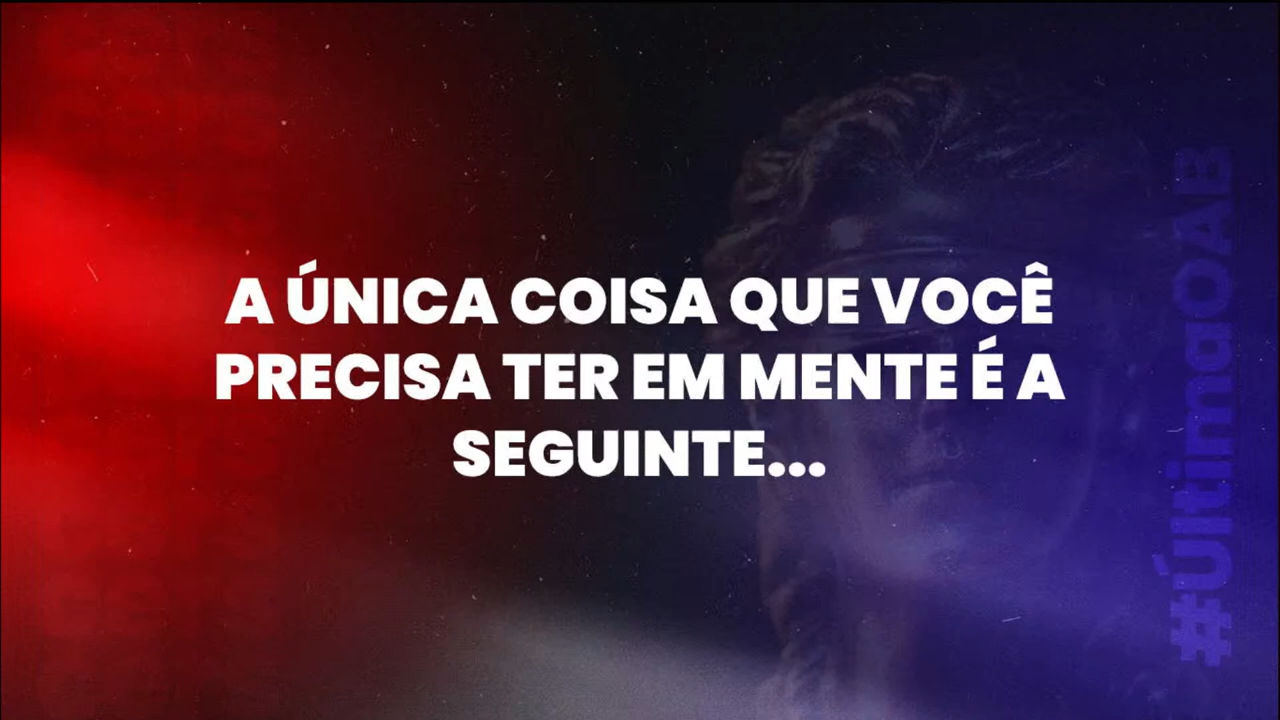 A ÚNICA COISA QUE VOCÊ
PRECISA TER EM MENTE É A
SEGUINTE...
#ÚltimaOAB